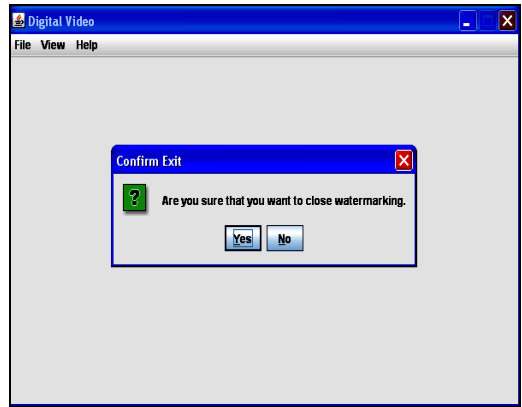 Digital Video
File View Help
Confirm Exit
?
Are you sure that you want to close watermarking.
Yes No